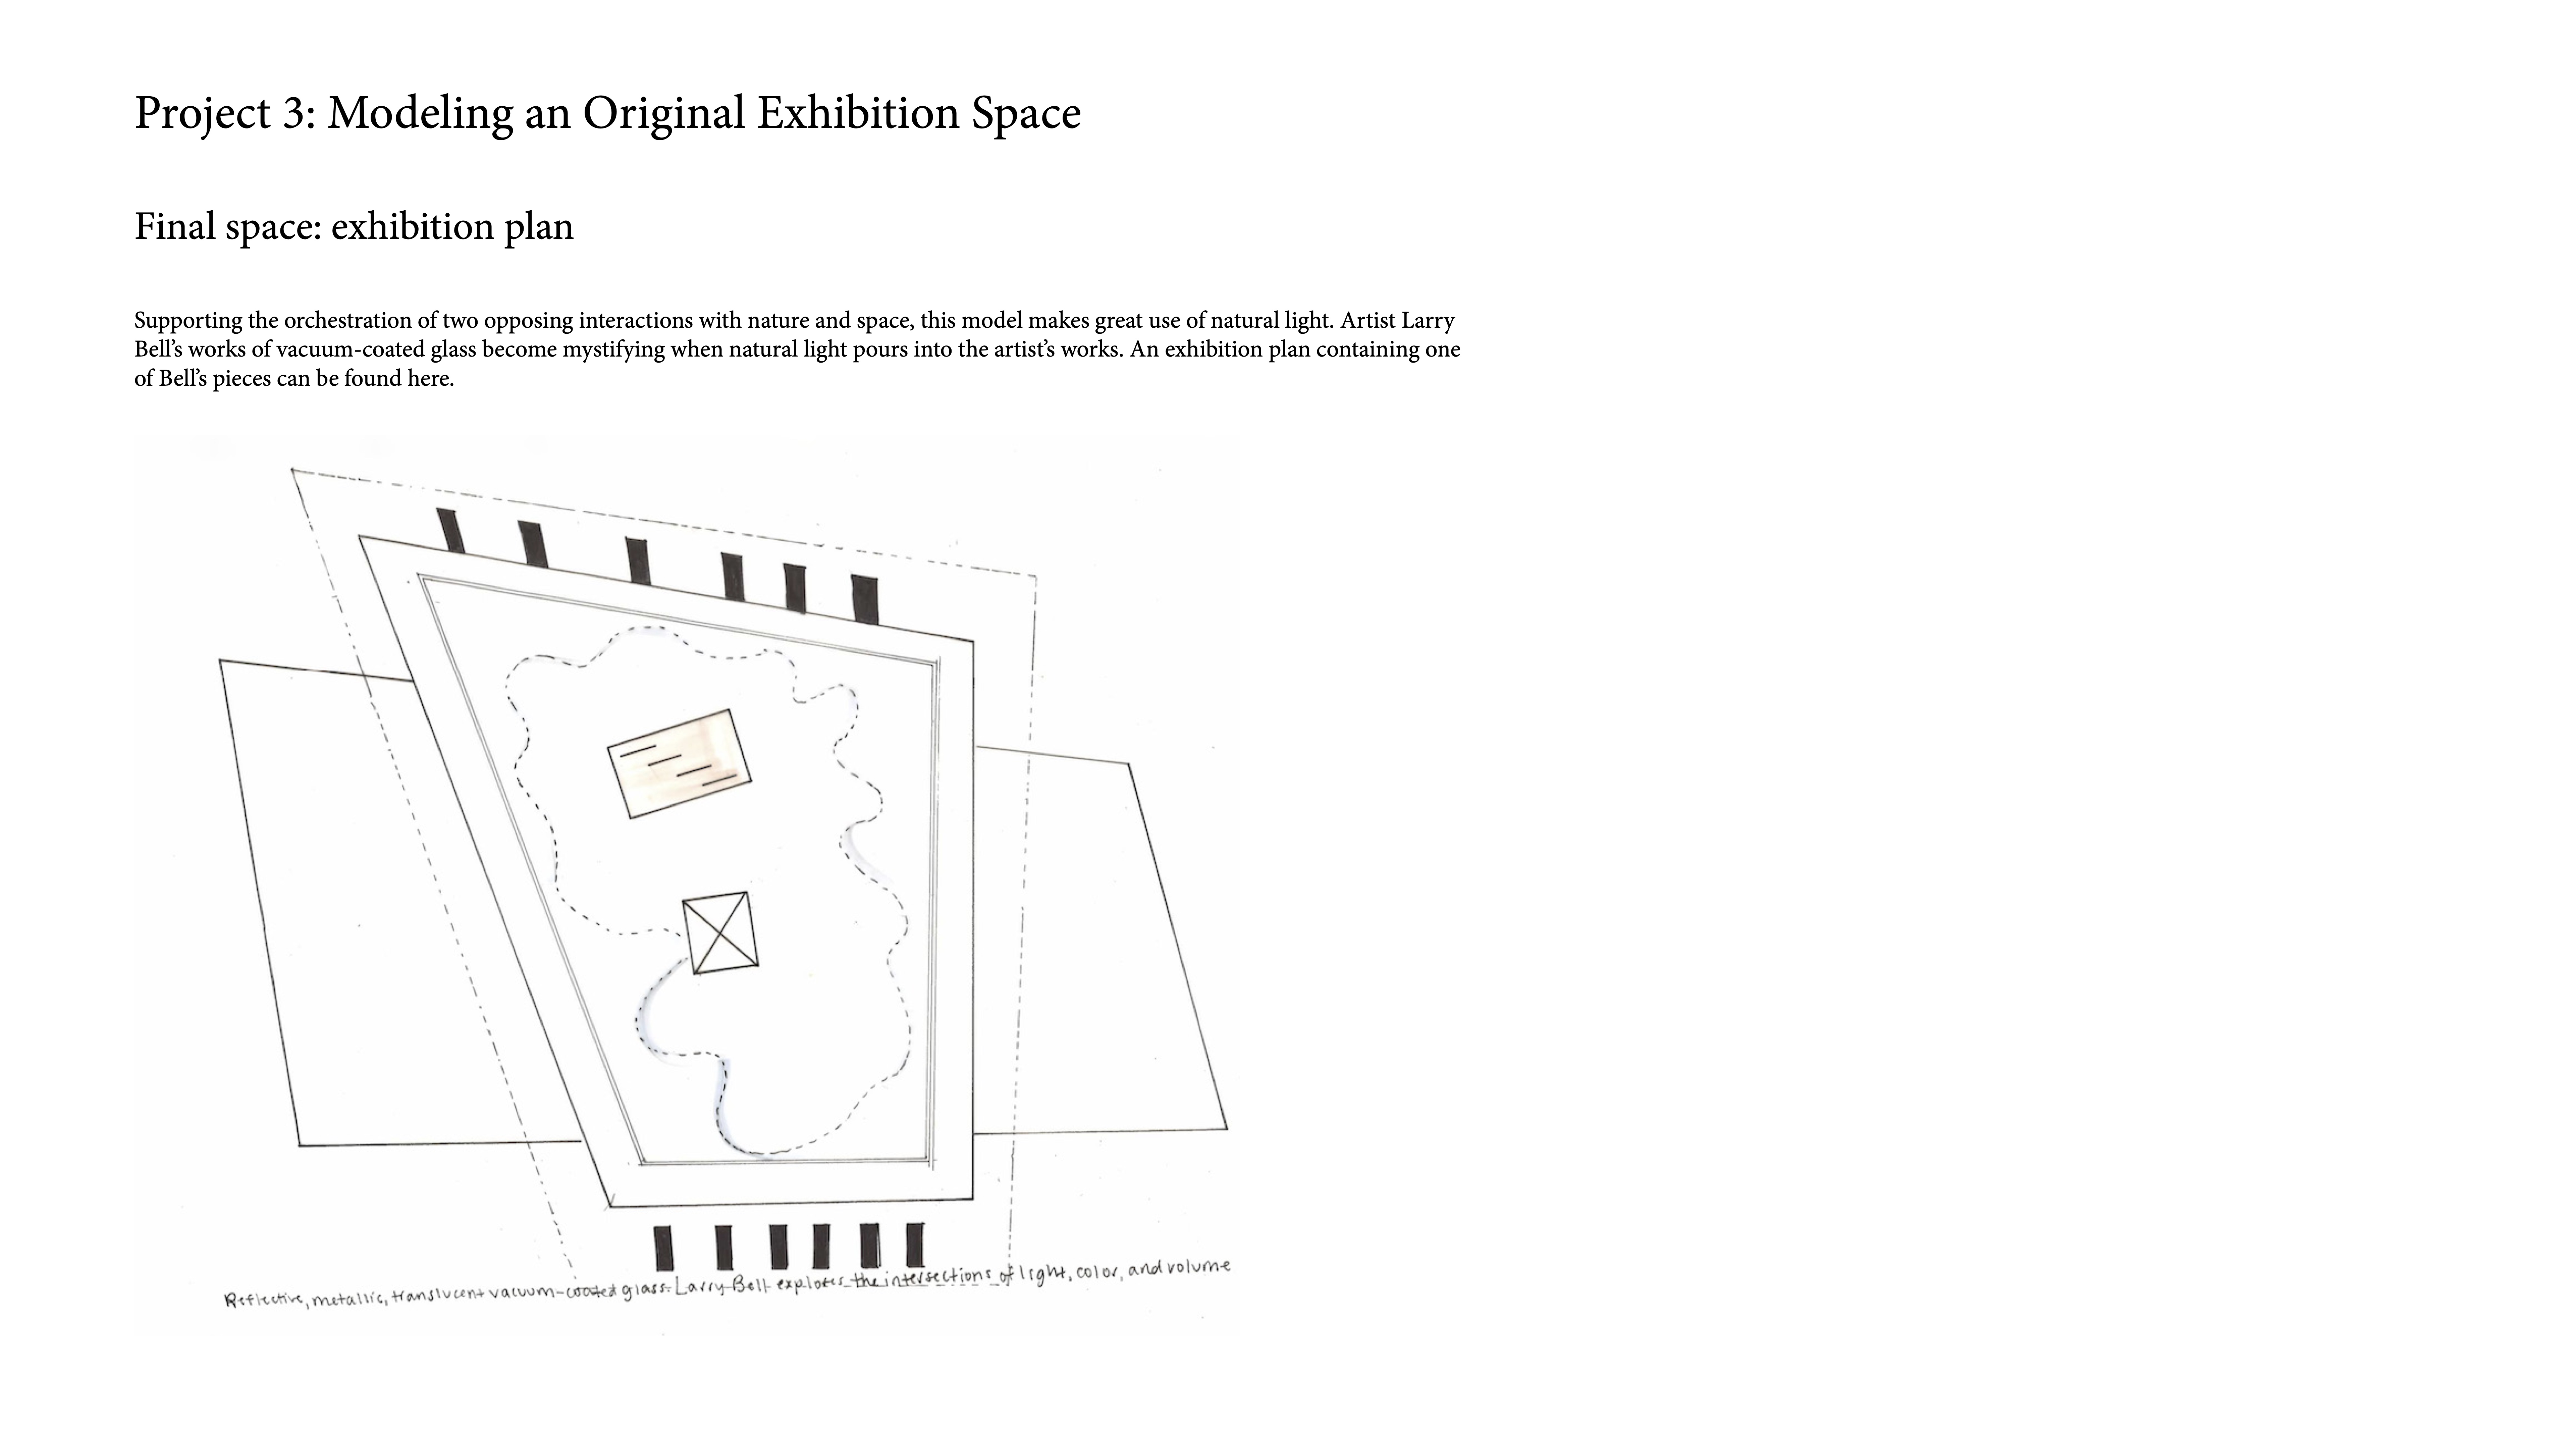 Project 3: Modeling an Original Exhibition Space
Final space: exhibition plan
Supporting the orchestration of two opposing interactions with nature and space, this model makes great use of natural light. Artist Larry
Bell’s works of vacuum-coated glass become mystifying when natural light pours into the artist’s works. An exhibition plan containing one
of Bell’s pieces can be found here.
Reflective, metallic, translucent vacuum-coated glass- Larry Bell explores the intersections of light, color, and volume